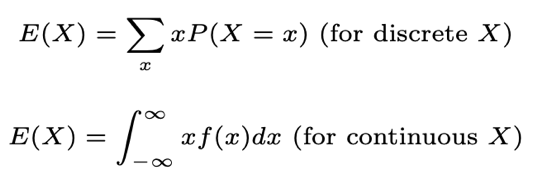 E(X) = ∑ₓ xP(X = x) (for discrete X)
E(X) = ∫_{-∞}^{∞} xf(x)dx (for continuous X)